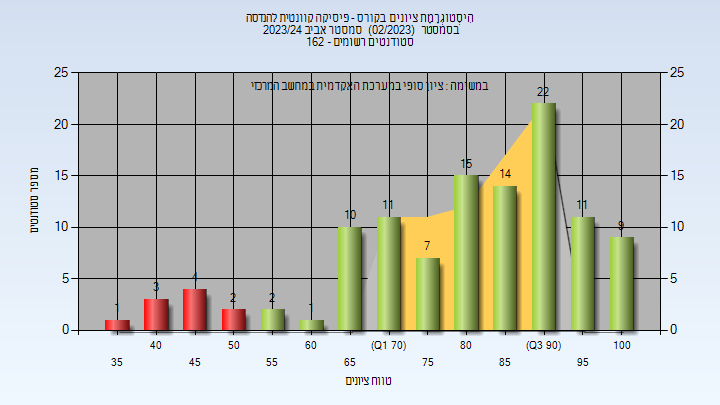 היסטוגרמת ציונים בקורס - פיסיקה קוונטית להנדסה
בסמסטר (02/2023) סמסטר אביב 2023/24
סטודנטים רשומים - 162
במשימה : ציון סופי במערכת האקדמית במחשב המרכזי
25 25
20 20
15 15
10 10
5 5
0 0
מספר סטודנטים
1 3 4 2 2 1 10 11 7 15 14 22 11 9
40 50 60 (Q1 70) 80 (Q3 90) 100
35 45 55 65 75 85 95
טווח ציונים